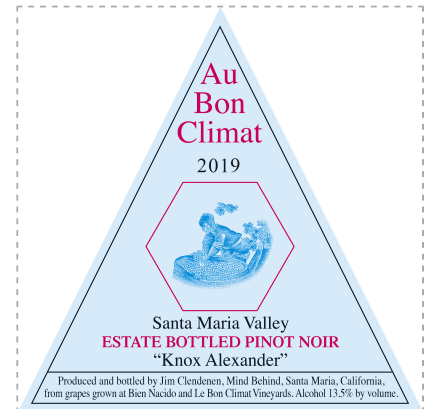 Au
Bon
Climat
2019
Santa Maria Valley
ESTATE BOTTLED PINOT NOIR
“Knox Alexander”
Produced and bottled by Jim Clendenen, Mind Behind, Santa Maria, California,
from grapes grown at Bien Nacido and Le Bon Climat Vineyards. Alcohol 13.5% by volume.